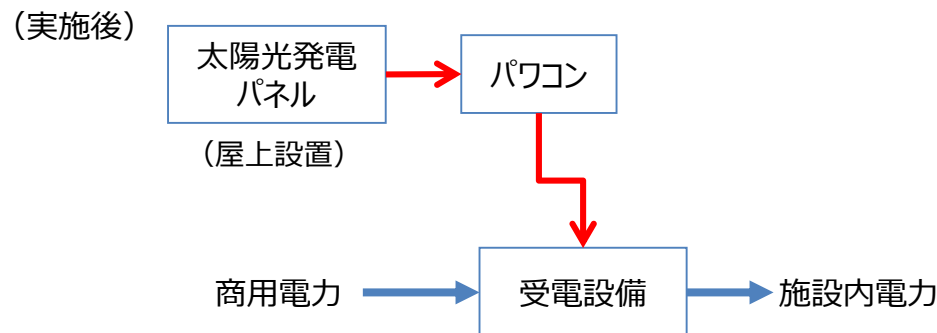 （実施後）
太陽光発電
パネル
パワコン
（屋上設置）
商用電力
受電設備
施設内電力